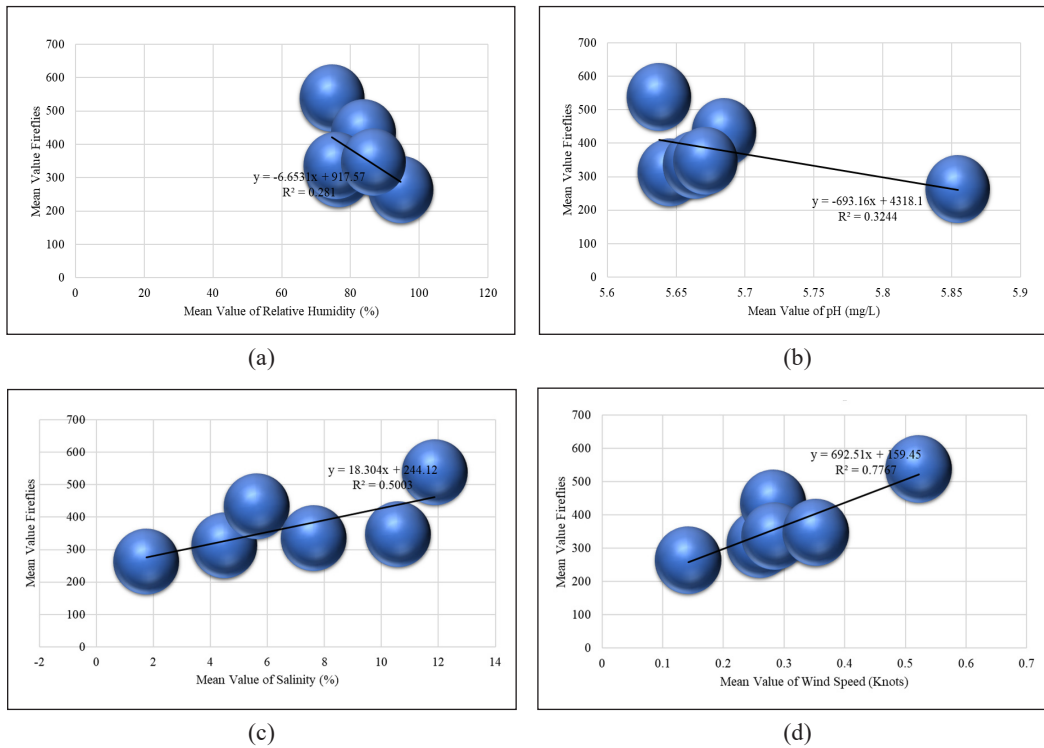 700
600
500
400
300
200
100
0
Mean Value Fireflies
y = -6.6531x + 917.57
R² = 0.281
0 20 40 60 80 100 120
Mean Value of Relative Humidity (%)
(a)
700
600
500
400
300
200
100
0
Mean Value Fireflies
y = -693.16x + 4318.1
R² = 0.3244
5.6 5.65 5.7 5.75 5.8 5.85 5.9
Mean Value of pH (mg/L)
(b)
700
600
500
400
300
200
100
0
Mean Value Fireflies
y = 18.304x + 244.12
R² = 0.5003
-2 0 2 4 6 8 10 12 14
Mean Value of Salinity (%)
(c)
700
600
500
400
300
200
100
0
Mean Value Fireflies
y = 692.51x + 159.45
R² = 0.7767
0 0.1 0.2 0.3 0.4 0.5 0.6 0.7
Mean Value of Wind Speed (Knots)
(d)